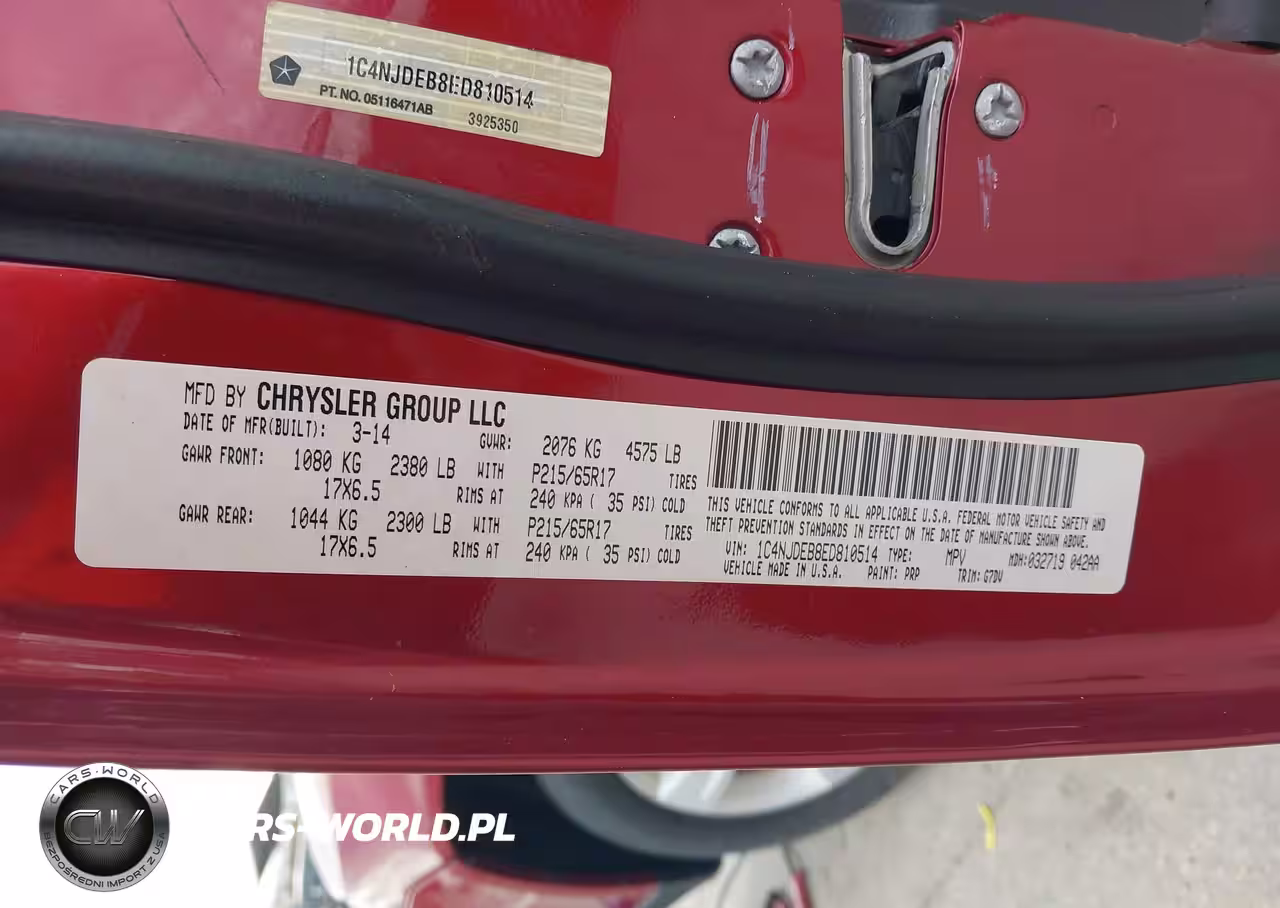 1C4NJDEB8ED810514
PT. NO. 05116471AB
3925350
MFD BY CHRYSLER GROUP LLC
DATE OF MFR(BUILT): 3-14 GVWR: 2076 KG 4575 LB
GAWR FRONT: 1080 KG 2380 LB WITH P215/65R17 TIRES
17X6.5 RIMS AT 240 KPA ( 35 PSI) COLD
GAWR REAR: 1044 KG 2300 LB WITH P215/65R17 TIRES
17X6.5 RIMS AT 240 KPA ( 35 PSI) COLD
THIS VEHICLE CONFORMS TO ALL APPLICABLE U.S.A. FEDERAL MOTOR VEHICLE SAFETY AND
THEFT PREVENTION STANDARDS IN EFFECT ON THE DATE OF MANUFACTURE SHOWN ABOVE.
VIN: 1C4NJDEB8ED810514 TYPE: MPV MDH:032719 042AA
VEHICLE MADE IN U.S.A. PAINT: PRP TRIM: G7DV
CARS-WORLD
CW
BEZPOŚREDNI IMPORT Z USA
RS-WORLD.PL